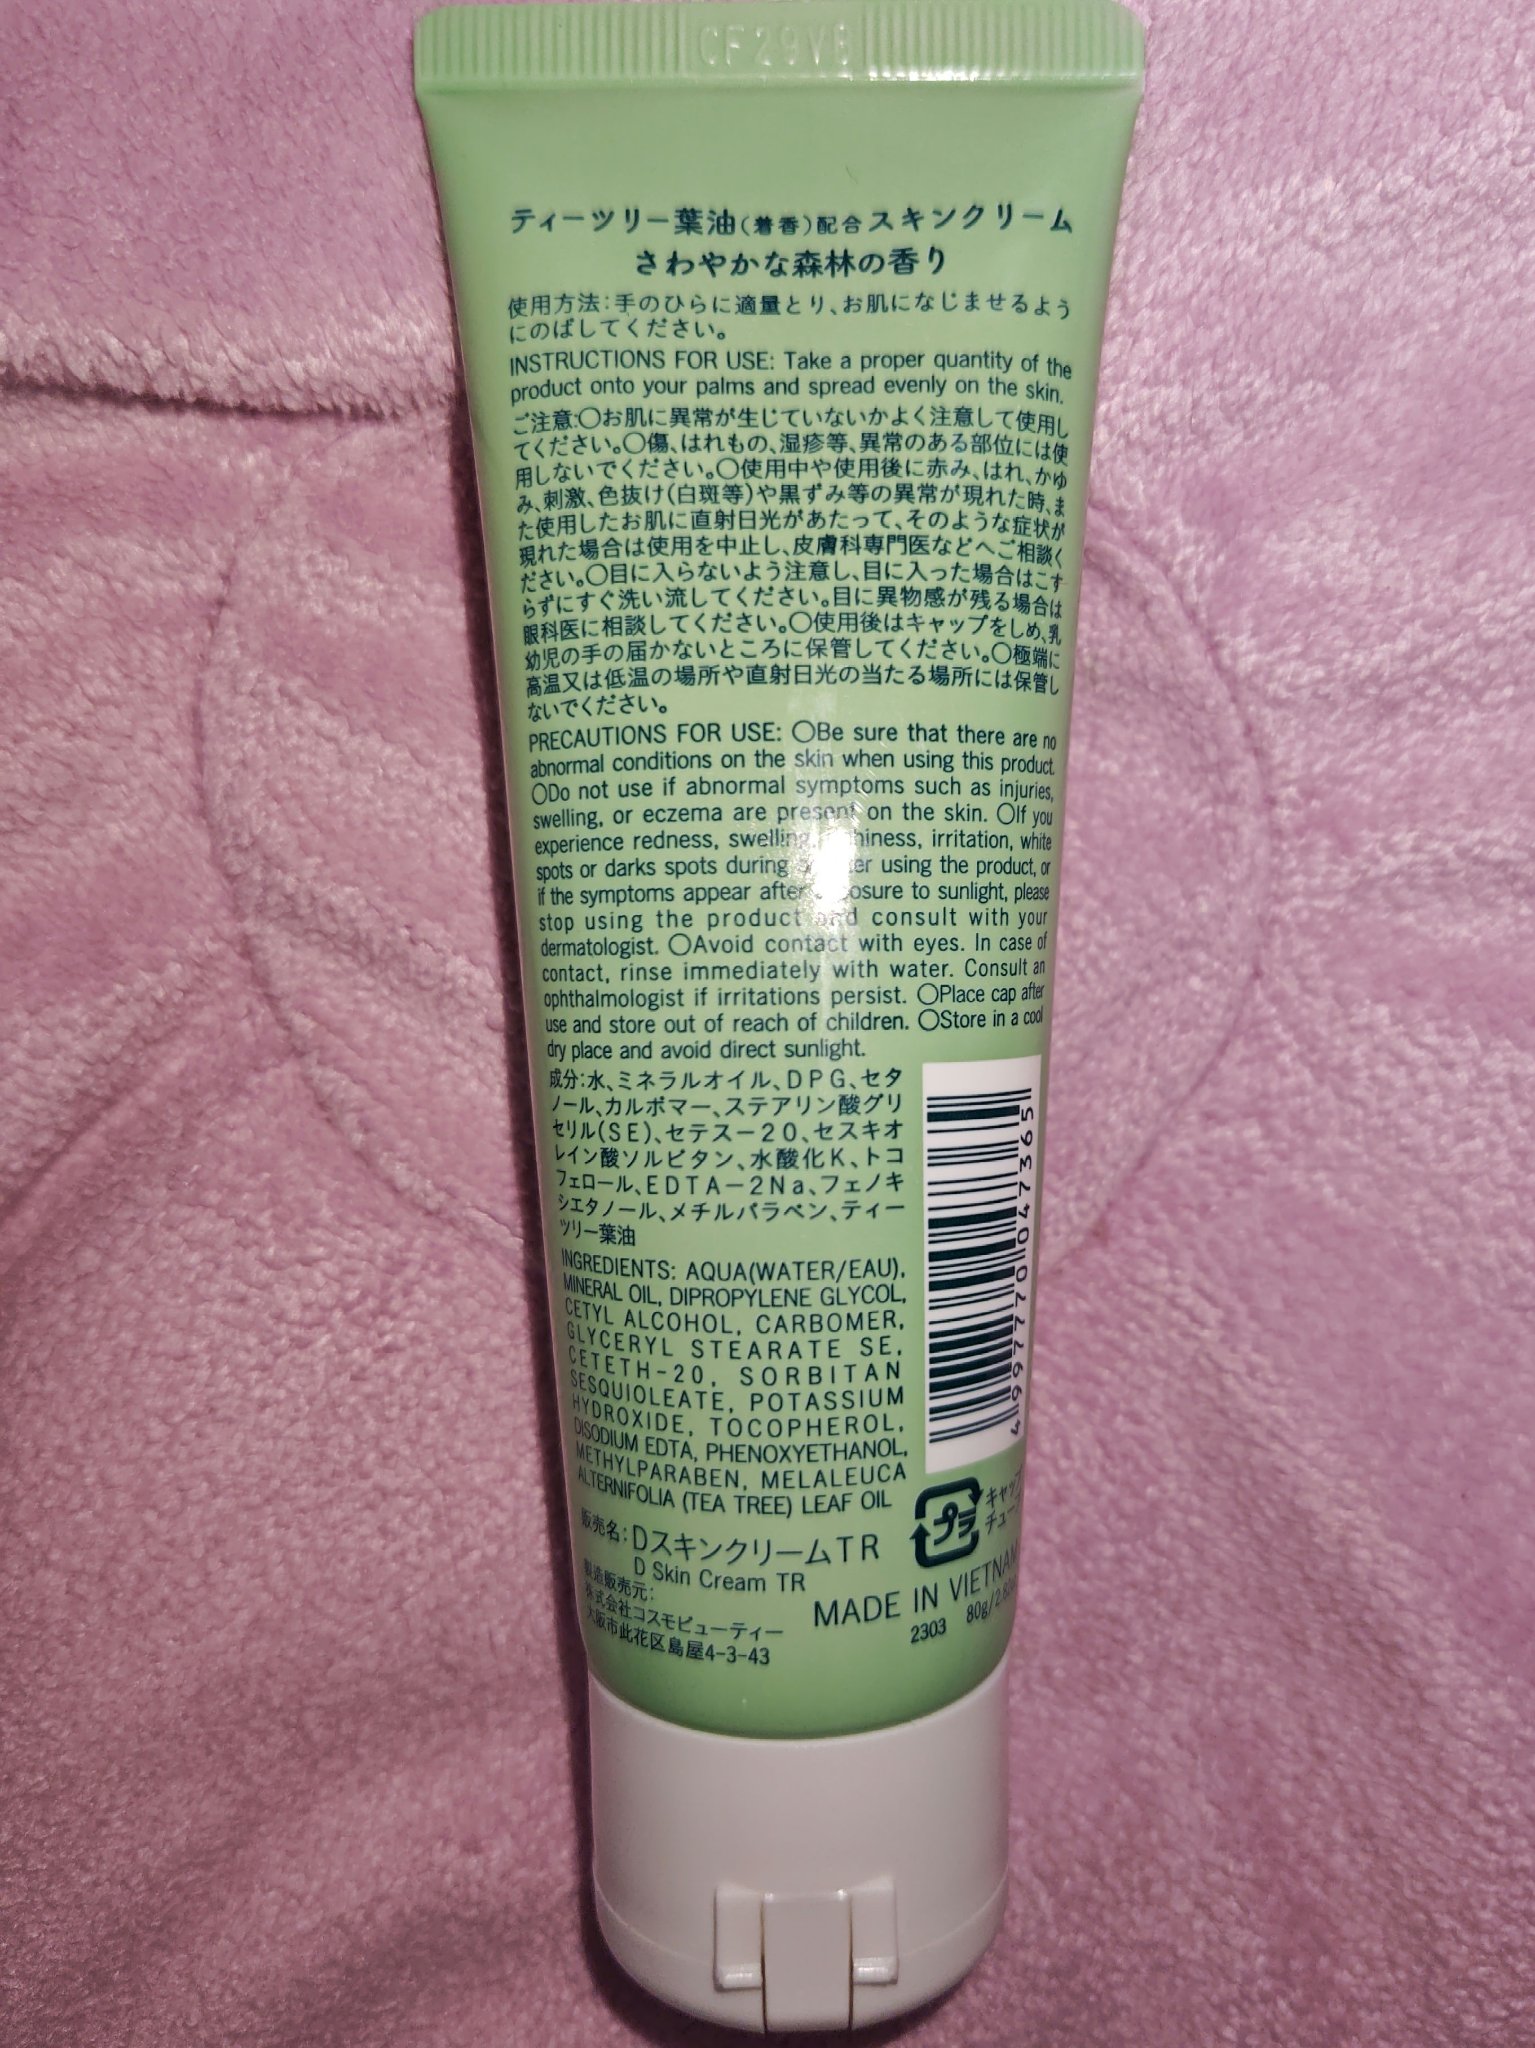 CF29V6
ティーツリー葉油(着香)配合スキンクリーム
さわやかな森林の香り
使用方法:手のひらに適量とり、お肌になじませるよう
にのばしてください。
INSTRUCTIONS FOR USE: Take a proper quantity of the
product onto your palms and spread evenly on the skin.
ご注意:〇お肌に異常が生じていないかよく注意して使用し
てください。〇傷、はれもの、湿疹等、異常のある部位には使
用しないでください。〇使用中や使用後に赤み、はれ、かゆ
み、刺激、色抜け(白斑等)や黒ずみ等の異常が現れた時、ま
た使用したお肌に直射日光があたって、そのような症状が
現れた場合は使用を中止し、皮膚科専門医などへご相談く
ださい。〇目に入らないよう注意し、目に入った場合はこす
らずにすぐ洗い流してください。目に異物感が残る場合は
眼科医に相談してください。〇使用後はキャップをしめ、乳
幼児の手の届かないところに保管してください。〇極端に
高温又は低温の場所や直射日光の当たる場所には保管し
ないでください。
PRECAUTIONS FOR USE: 〇Be sure that there are no
abnormal conditions on the skin when using this product.
〇Do not use if abnormal symptoms such as injuries,
swelling, or eczema are present on the skin. 〇If you
experience redness, swelling, irritation, white
spots or darks spots during using the product, or
if the symptoms appear after to sunlight, please
stop using the product and consult with your
dermatologist. 〇Avoid contact with eyes. In case of
contact, rinse immediately with water. Consult an
ophthalmologist if irritations persist. 〇Place cap after
use and store out of reach of children. 〇Store in a cool
dry place and avoid direct sunlight.
成分:水、ミネラルオイル、DPG、セタ
ノール、カルボマー、ステアリン酸グリ
セリル(SE)、セテス－20、セスキオ
レイン酸ソルビタン、水酸化K、トコ
フェロール、EDTA－2Na、フェノキ
シエタノール、メチルパラベン、ティー
ツリー葉油
INGREDIENTS: AQUA(WATER/EAU),
MINERAL OIL, DIPROPYLENE GLYCOL,
CETYL ALCOHOL, CARBOMER,
GLYCERYL STEARATE SE,
CETETH-20, SORBITAN
SESQUIOLEATE, POTASSIUM
HYDROXIDE, TOCOPHEROL,
DISODIUM EDTA, PHENOXYETHANOL,
METHYLPARABEN, MELALEUCA
ALTERNIFOLIA (TEA TREE) LEAF OIL
4997770047365
プラ
販売名:DスキンクリームTR
D Skin Cream TR
製造販売元:
株式会社コスモビューティー
大阪市此花区島屋4-3-43
MADE IN VIETNAM
2303 80g